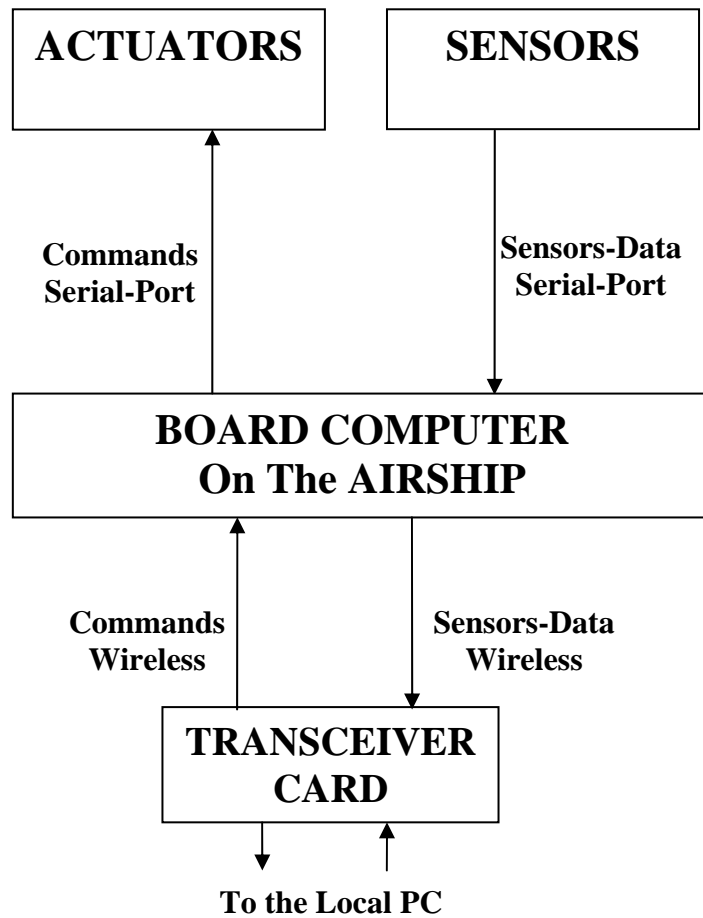 ACTUATORS
SENSORS
Commands
Serial-Port
Sensors-Data
Serial-Port
BOARD COMPUTER
On The AIRSHIP
Commands
Wireless
Sensors-Data
Wireless
TRANSCEIVER
CARD
To the Local PC